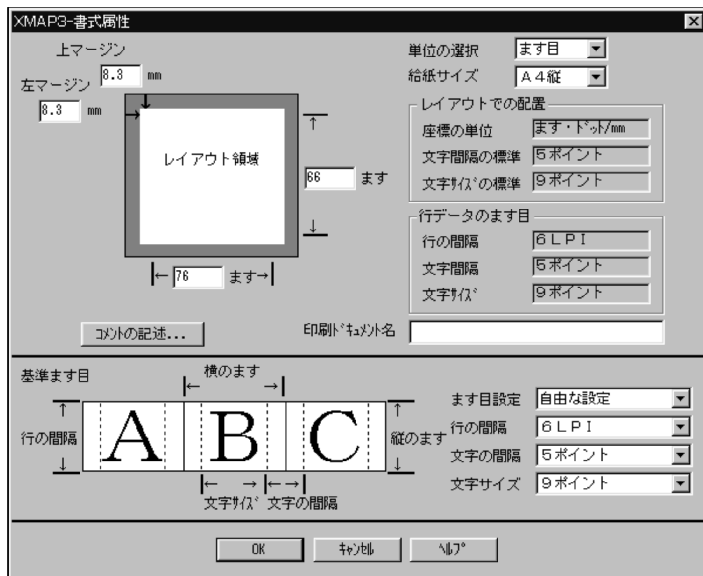 XMAP3-書式属性
上マージン
8.3 mm
左マージン
8.3 mm
レイアウト領域
66 ます
76 ます
コメントの記述...
単位の選択 ます目
給紙サイズ A4縦
レイアウトでの配置
座標の単位 ます・ドット/mm
文字間隔の標準 5ポイント
文字サイズの標準 9ポイント
行データのます目
行の間隔 6LPI
文字間隔 5ポイント
文字サイズ 9ポイント
印刷ドキュメント名
基準ます目
横のます
行の間隔
A B C
縦のます
文字サイズ 文字の間隔
ます目設定 自由な設定
行の間隔 6LPI
文字の間隔 5ポイント
文字サイズ 9ポイント
OK キャンセル ヘルプ